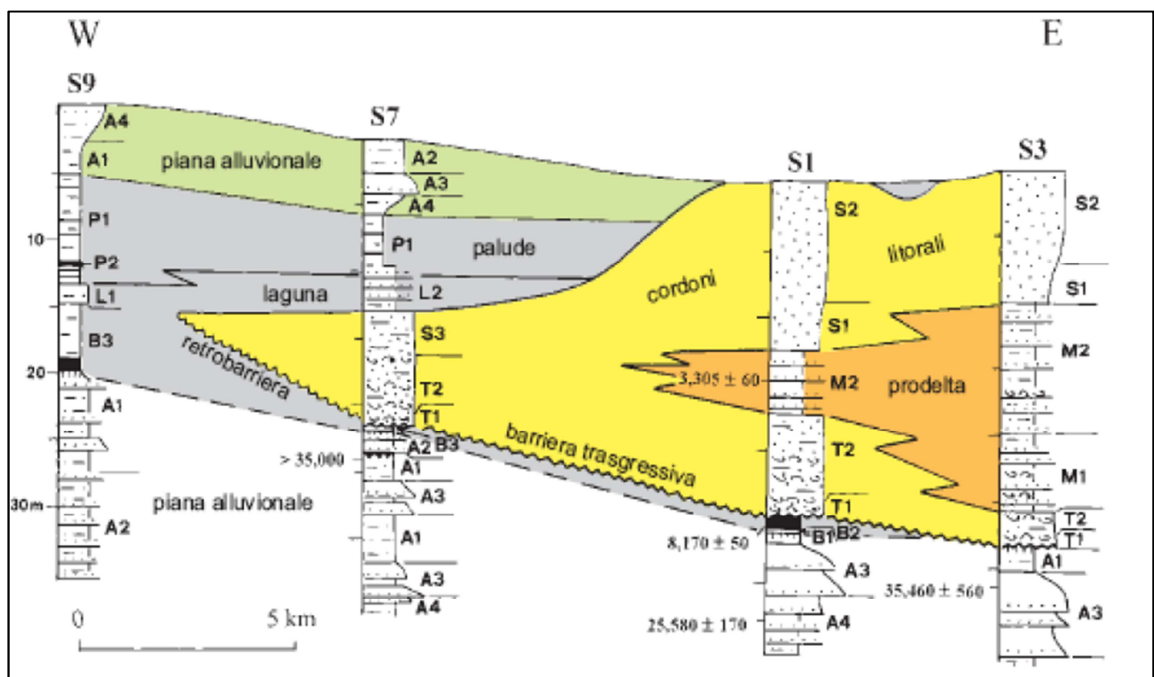 W
E
S9
S7
S1
S3
A4
A1
P1
P2
L1
B3
A1
A2
10
20
30m
piana alluvionale
A2
A3
A4
P1
L2
S3
T2
T1
B3
A2
A1
A3
A1
A3
A4
palude
laguna
retrobarriera
> 35,000
piana alluvionale
cordoni
litorali
barriera trasgressiva
prodelta
S2
S1
3,305 ± 60
M2
T2
T1
B2
B1
8,170 ± 50
A3
25,580 ± 170
A4
S2
S1
M2
M1
T2
T1
A1
35,460 ± 560
A3
0
5 km